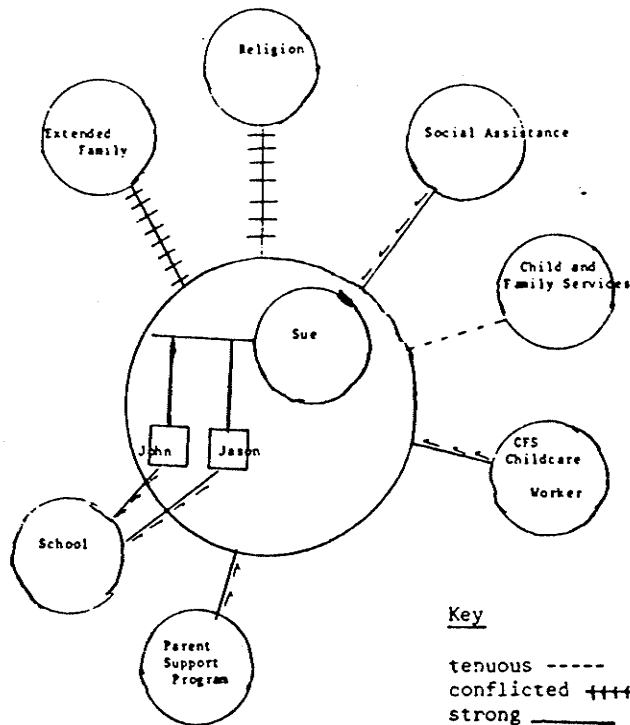 Religion
Extended
Family
Social Assistance
Child and
Family Services
Sue
John
Jason
CFS
Childcare
Worker
School
Parent
Support
Program
Key
tenuous -----
conflicted ++++
strong ______